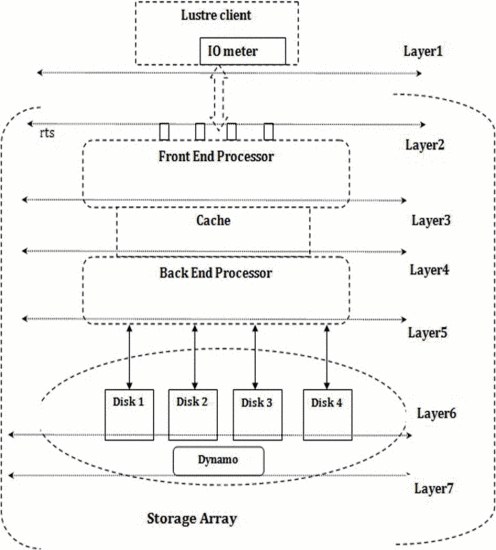 Lustre client
IO meter
Layer1
rts
Layer2
Front End Processor
Layer3
Cache
Layer4
Back End Processor
Layer5
Disk 1 Disk 2 Disk 3 Disk 4
Layer6
Dynamo
Layer7
Storage Array